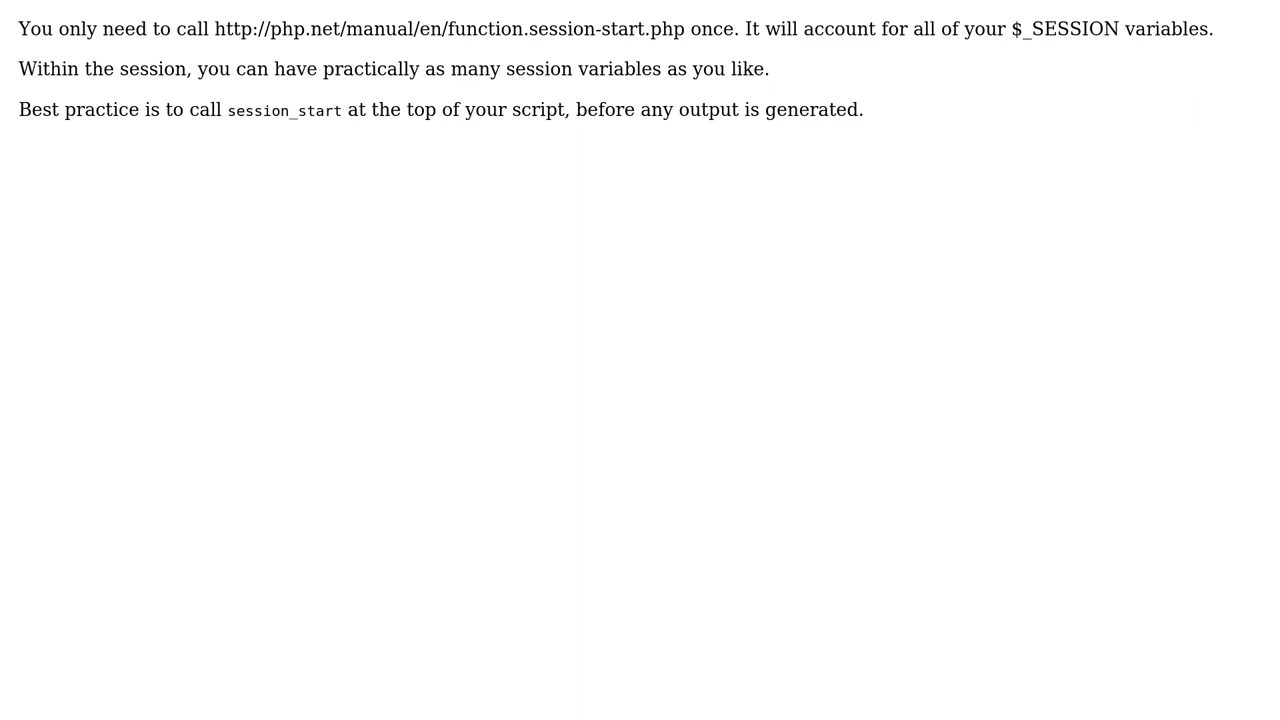 You only need to call http://php.net/manual/en/function.session-start.php once. It will account for all of your $_SESSION variables.
Within the session, you can have practically as many session variables as you like.
Best practice is to call session_start at the top of your script, before any output is generated.